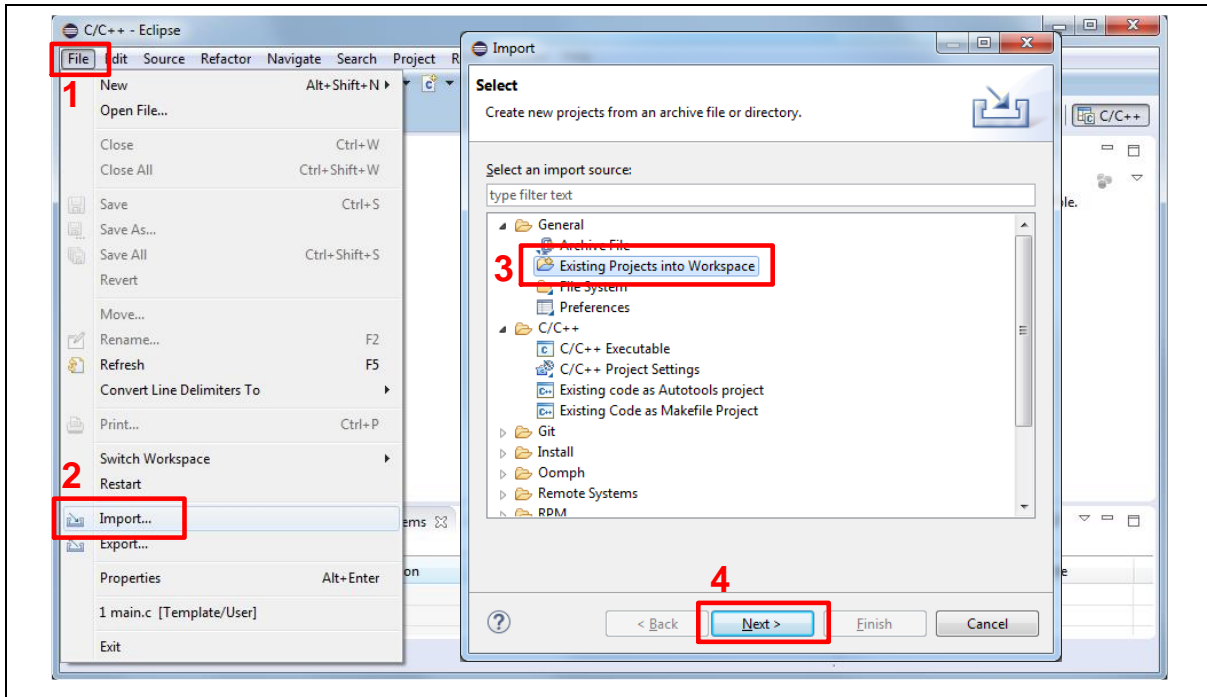 C/C++ - Eclipse
File Edit Source Refactor Navigate Search Project R
1
New Alt+Shift+N
Open File...
Close Ctrl+W
Close All Ctrl+Shift+W
Save Ctrl+S
Save As...
Save All Ctrl+Shift+S
Revert
Move...
Rename... F2
Refresh F5
Convert Line Delimiters To
Print... Ctrl+P
Switch Workspace
2
Restart
Import...
Export...
Properties Alt+Enter
1 main.c [Template/User]
Exit
ems
on
Import
Select
Create new projects from an archive file or directory.
Select an import source:
type filter text
General
Archive File
3
Existing Projects into Workspace
File System
Preferences
C/C++
C/C++ Executable
C/C++ Project Settings
Existing code as Autotools project
Existing Code as Makefile Project
Git
Install
Oomph
Remote Systems
RPM
4
? < Back Next > Finish Cancel
C/C++
ble.
e